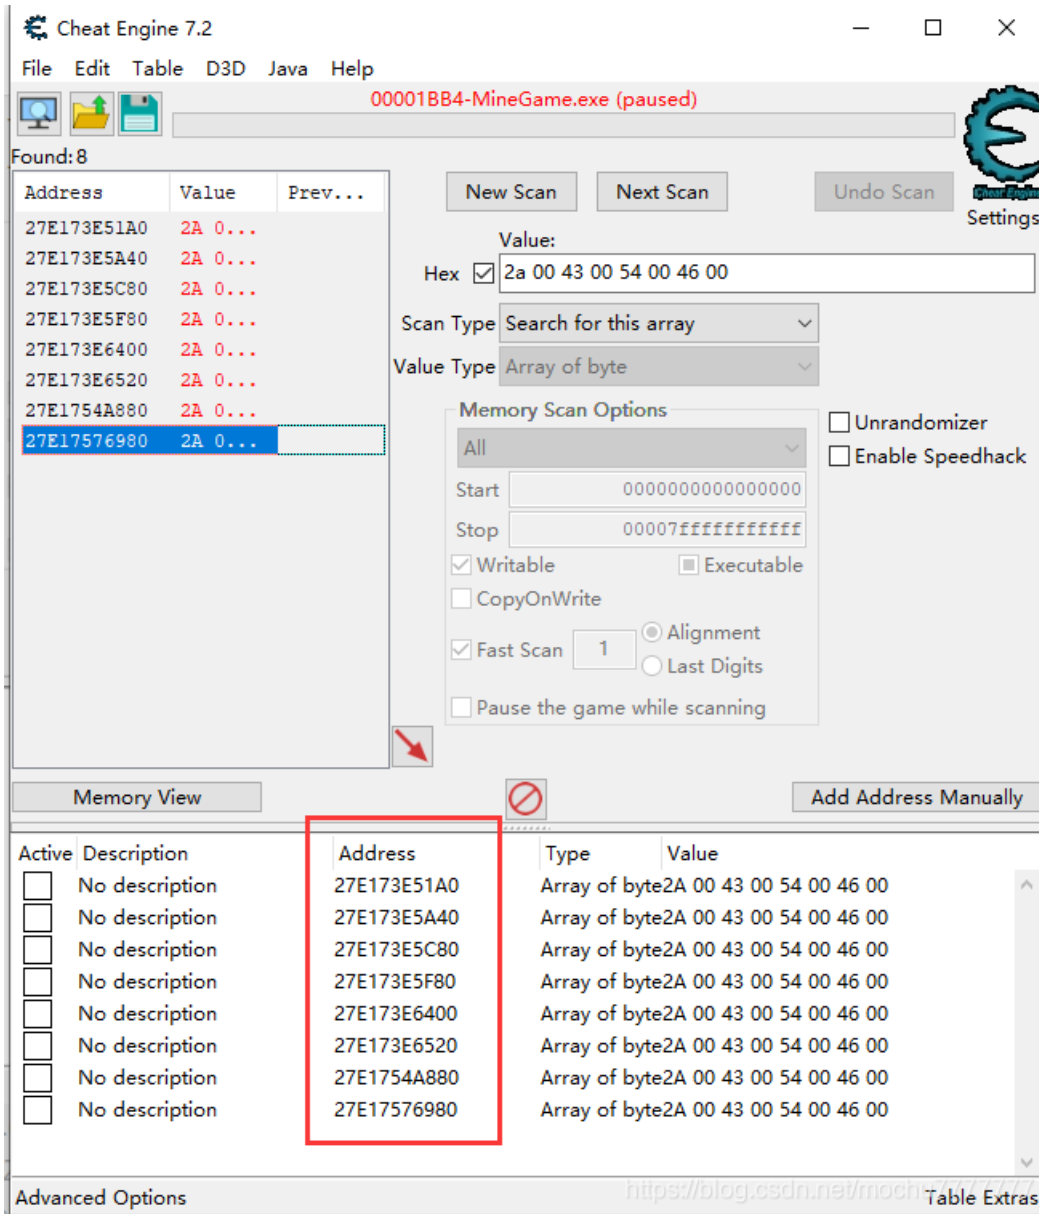 Cheat Engine 7.2
File Edit Table D3D Java Help
00001BB4-MineGame.exe (paused)
Found: 8
Address Value Prev...
27E173E51A0 2A 0...
27E173E5A40 2A 0...
27E173E5C80 2A 0...
27E173E5F80 2A 0...
27E173E6400 2A 0...
27E173E6520 2A 0...
27E1754A880 2A 0...
27E17576980 2A 0...
New Scan Next Scan Undo Scan
Cheat Engine
Settings
Value:
Hex 2a 00 43 00 54 00 46 00
Scan Type Search for this array
Value Type Array of byte
Memory Scan Options
All
Unrandomizer
Enable Speedhack
Start 0000000000000000
Stop 00007fffffffffff
Writable Executable
CopyOnWrite
Fast Scan 1 Alignment
Last Digits
Pause the game while scanning
Memory View Add Address Manually
Active Description Address Type Value
No description 27E173E51A0 Array of byte 2A 00 43 00 54 00 46 00
No description 27E173E5A40 Array of byte 2A 00 43 00 54 00 46 00
No description 27E173E5C80 Array of byte 2A 00 43 00 54 00 46 00
No description 27E173E5F80 Array of byte 2A 00 43 00 54 00 46 00
No description 27E173E6400 Array of byte 2A 00 43 00 54 00 46 00
No description 27E173E6520 Array of byte 2A 00 43 00 54 00 46 00
No description 27E1754A880 Array of byte 2A 00 43 00 54 00 46 00
No description 27E17576980 Array of byte 2A 00 43 00 54 00 46 00
Advanced Options Table Extras